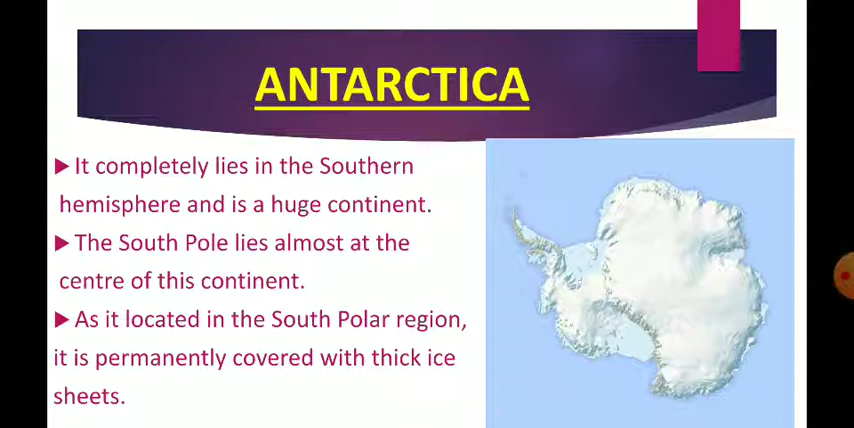 ANTARCTICA
▶ It completely lies in the Southern
hemisphere and is a huge continent.
▶ The South Pole lies almost at the
centre of this continent.
▶ As it located in the South Polar region,
it is permanently covered with thick ice
sheets.